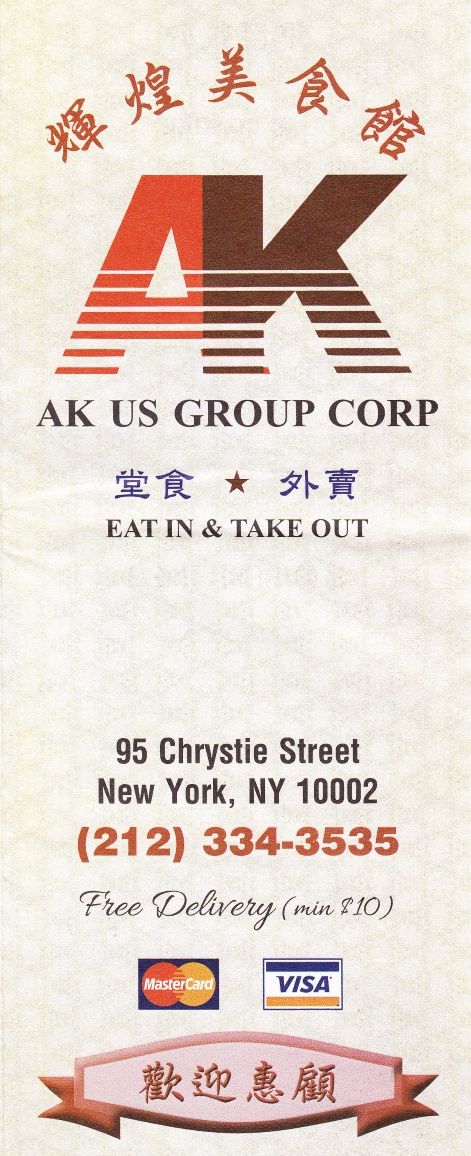 輝煌美食館
AK
AK US GROUP CORP
堂食 ★ 外賣
EAT IN & TAKE OUT
95 Chrystie Street
New York, NY 10002
(212) 334-3535
Free Delivery (min $10)
MasterCard VISA
歡迎惠顧